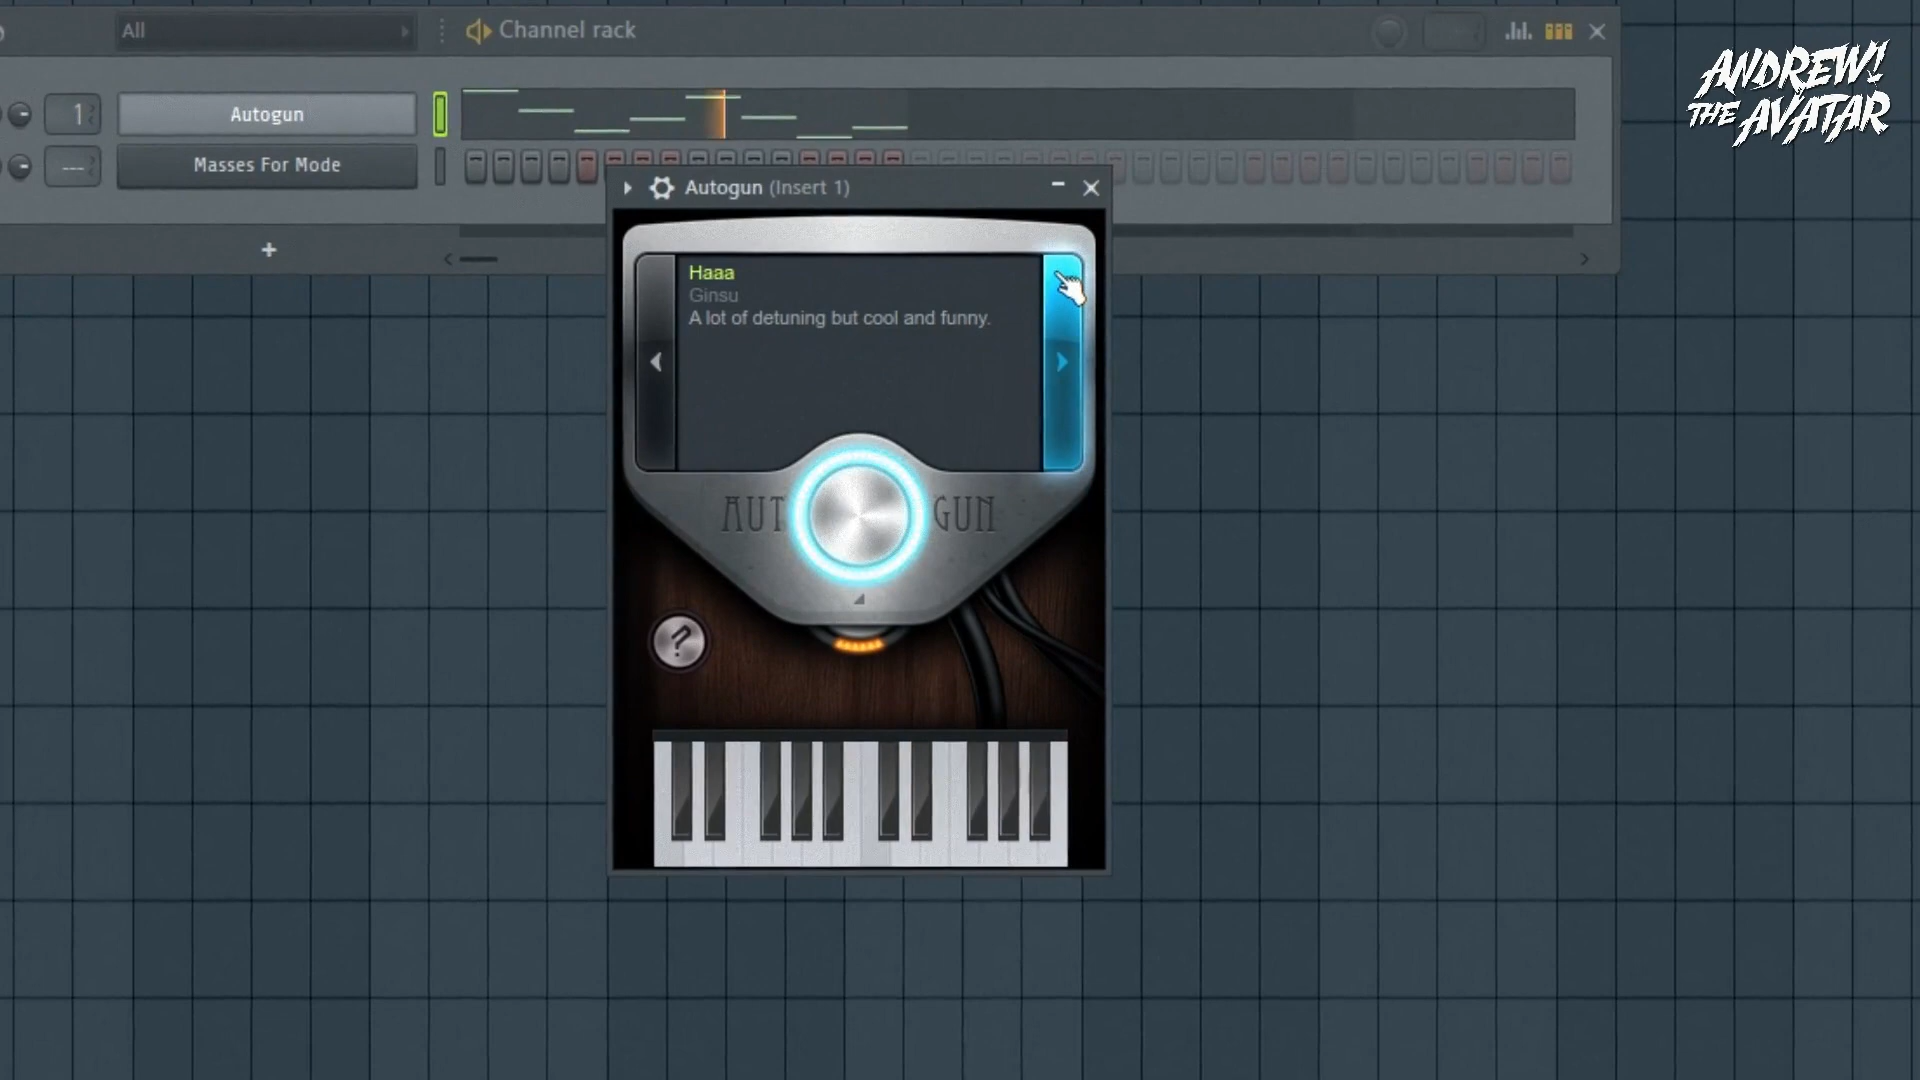 All
Channel rack
ANDREW!
THE AVATAR
1
Autogun
---
Masses For Mode
Autogun (Insert 1)
+
Haaa
Ginsu
A lot of detuning but cool and funny.
AUT GUN
?